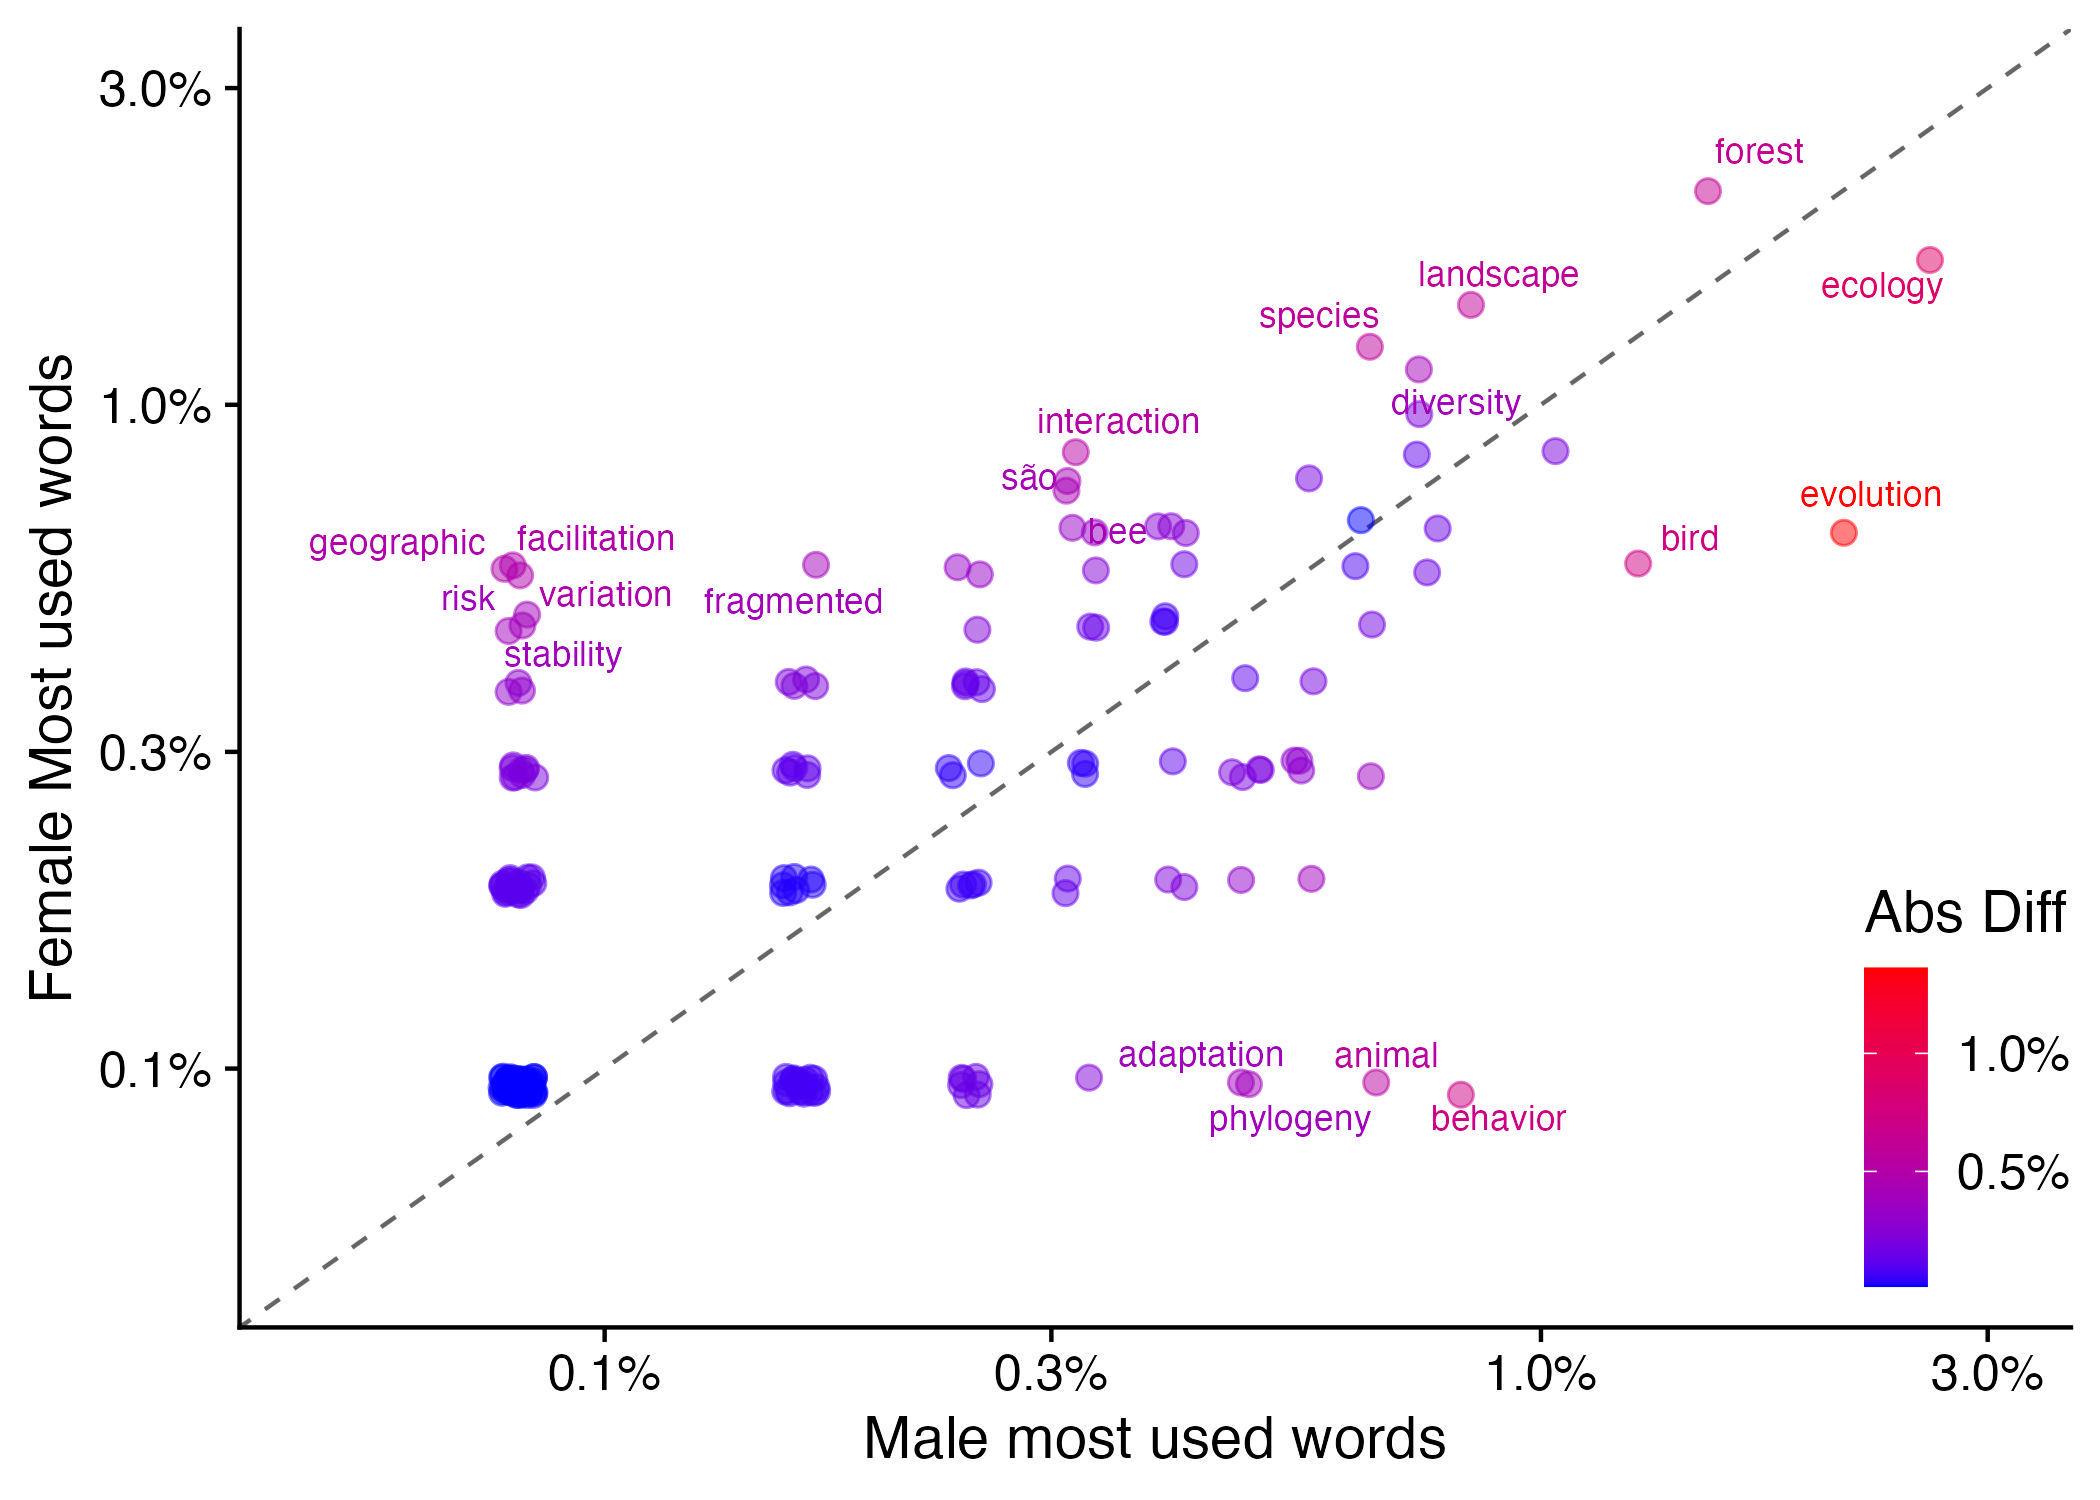 3.0%
1.0%
0.3%
0.1%
Female Most used words
forest
ecology
landscape
species
diversity
interaction
são
bee
evolution
bird
geographic
facilitation
risk
variation
fragmented
stability
adaptation
animal
phylogeny
behavior
Abs Diff
1.0%
0.5%
0.1%
0.3%
1.0%
3.0%
Male most used words